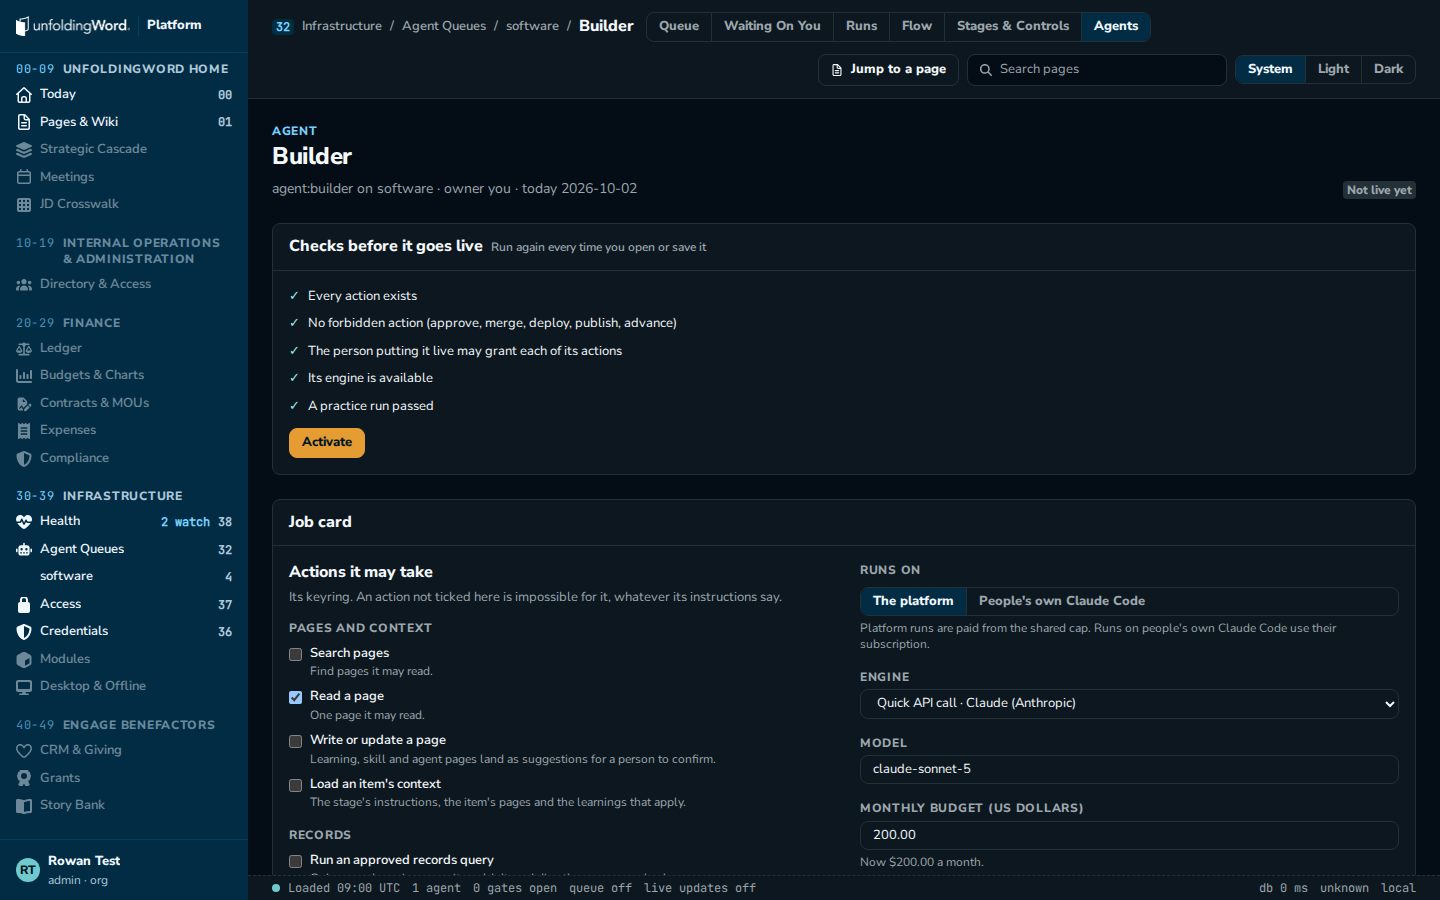 unfoldingWord Platform
00-09 UNFOLDINGWORD HOME
Today 00
Pages & Wiki 01
Strategic Cascade
Meetings
JD Crosswalk
10-19 INTERNAL OPERATIONS
& ADMINISTRATION
Directory & Access
20-29 FINANCE
Ledger
Budgets & Charts
Contracts & MOUs
Expenses
Compliance
30-39 INFRASTRUCTURE
Health 2 watch 38
Agent Queues 32
software 4
Access 37
Credentials 36
Modules
Desktop & Offline
40-49 ENGAGE BENEFACTORS
CRM & Giving
Grants
Story Bank
RT Rowan Test
admin · org
32 Infrastructure / Agent Queues / software / Builder
Queue Waiting On You Runs Flow Stages & Controls Agents
Jump to a page Search pages System Light Dark
AGENT
Builder
agent:builder on software · owner you · today 2026-10-02
Not live yet
Checks before it goes live Run again every time you open or save it
✓ Every action exists
✓ No forbidden action (approve, merge, deploy, publish, advance)
✓ The person putting it live may grant each of its actions
✓ Its engine is available
✓ A practice run passed
Activate
Job card
Actions it may take
Its keyring. An action not ticked here is impossible for it, whatever its instructions say.
PAGES AND CONTEXT
Search pages
Find pages it may read.
Read a page
One page it may read.
Write or update a page
Learning, skill and agent pages land as suggestions for a person to confirm.
Load an item's context
The stage's instructions, the item's pages and the learnings that apply.
RECORDS
Run an approved records query
RUNS ON
The platform People's own Claude Code
Platform runs are paid from the shared cap. Runs on people's own Claude Code use their
subscription.
ENGINE
Quick API call · Claude (Anthropic)
MODEL
claude-sonnet-5
MONTHLY BUDGET (US DOLLARS)
200.00
Now $200.00 a month.
Loaded 09:00 UTC 1 agent 0 gates open queue off live updates off
db 0 ms unknown local